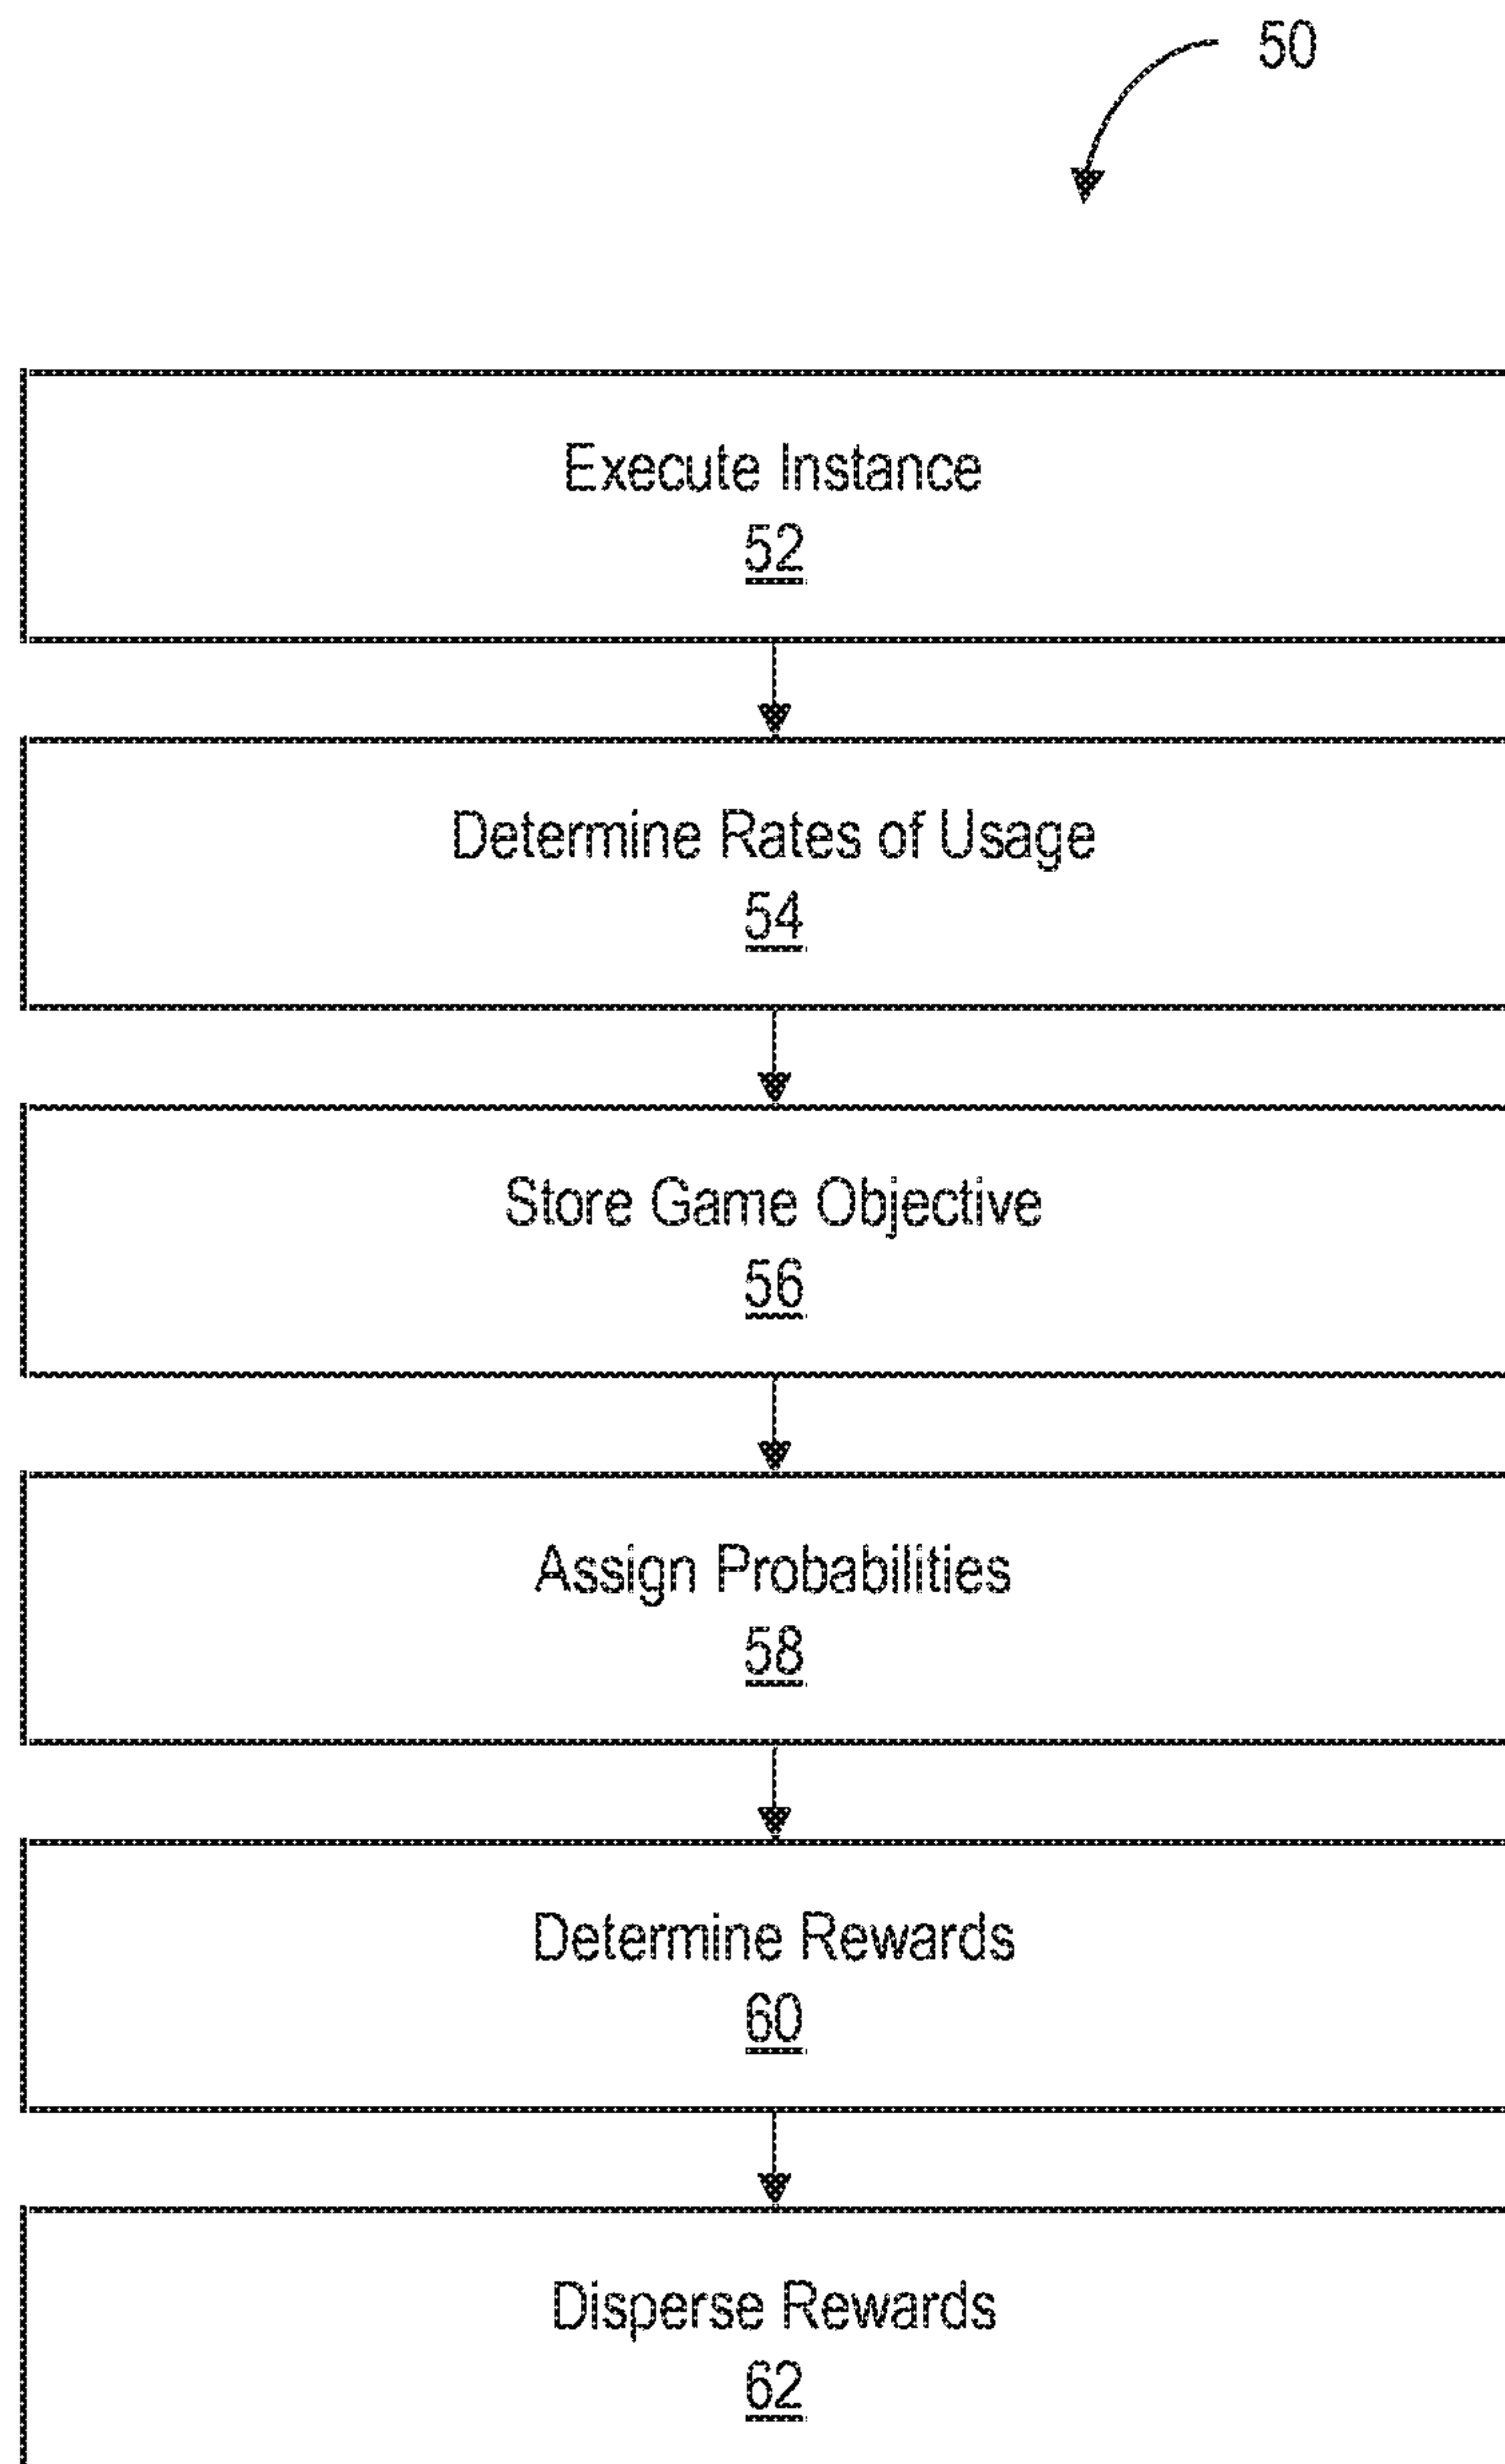 50
Execute Instance
52
Determine Rates of Usage
54
Store Game Objective
56
Assign Probabilities
58
Determine Rewards
60
Disperse Rewards
62